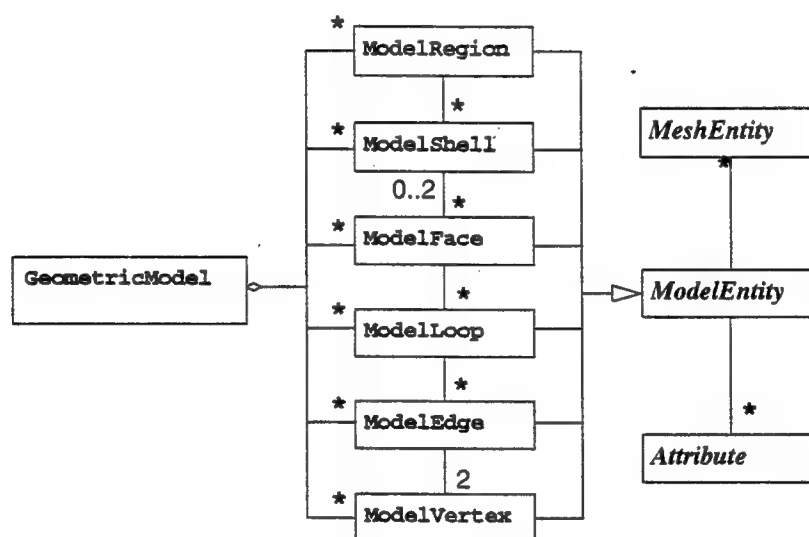 * ModelRegion
*
* ModelShell
MeshEntity
*
0..2
*
* ModelFace
GeometricModel
*
ModelEntity
* ModelLoop
*
* ModelEdge
*
Attribute
2
* ModelVertex